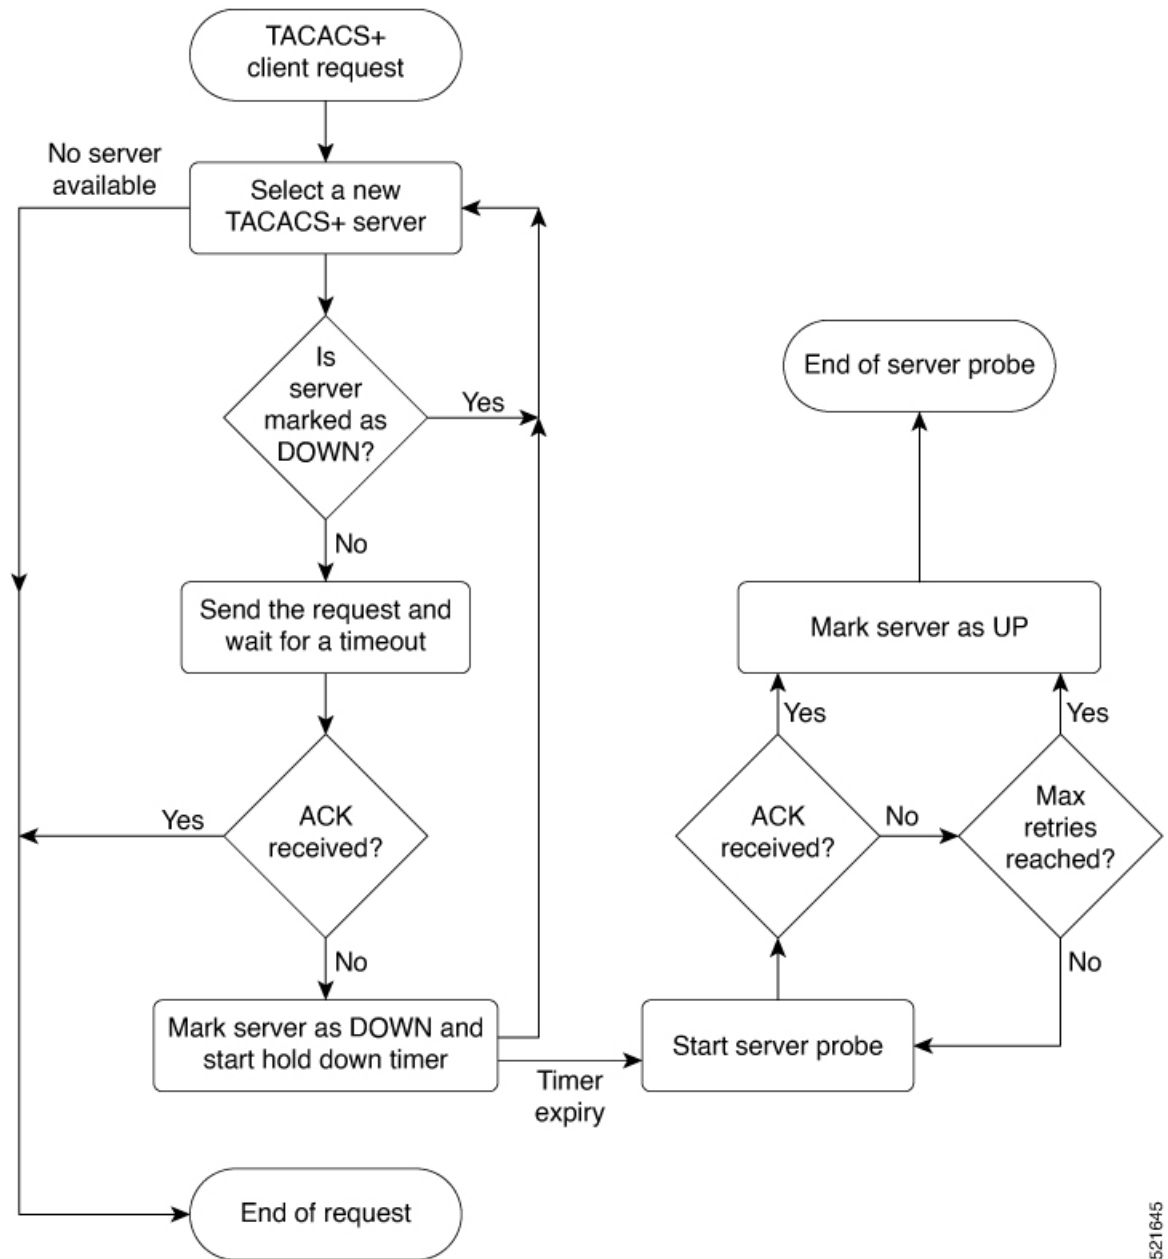 TACACS+
client request
No server
available
Select a new
TACACS+ server
Is
server
marked as
DOWN?
Yes
No
Send the request and
wait for a timeout
ACK
received?
Yes
No
Mark server as DOWN and
start hold down timer
Timer
expiry
End of request
End of server probe
Mark server as UP
Yes
Yes
ACK
received?
No
Max
retries
reached?
No
Start server probe
521645